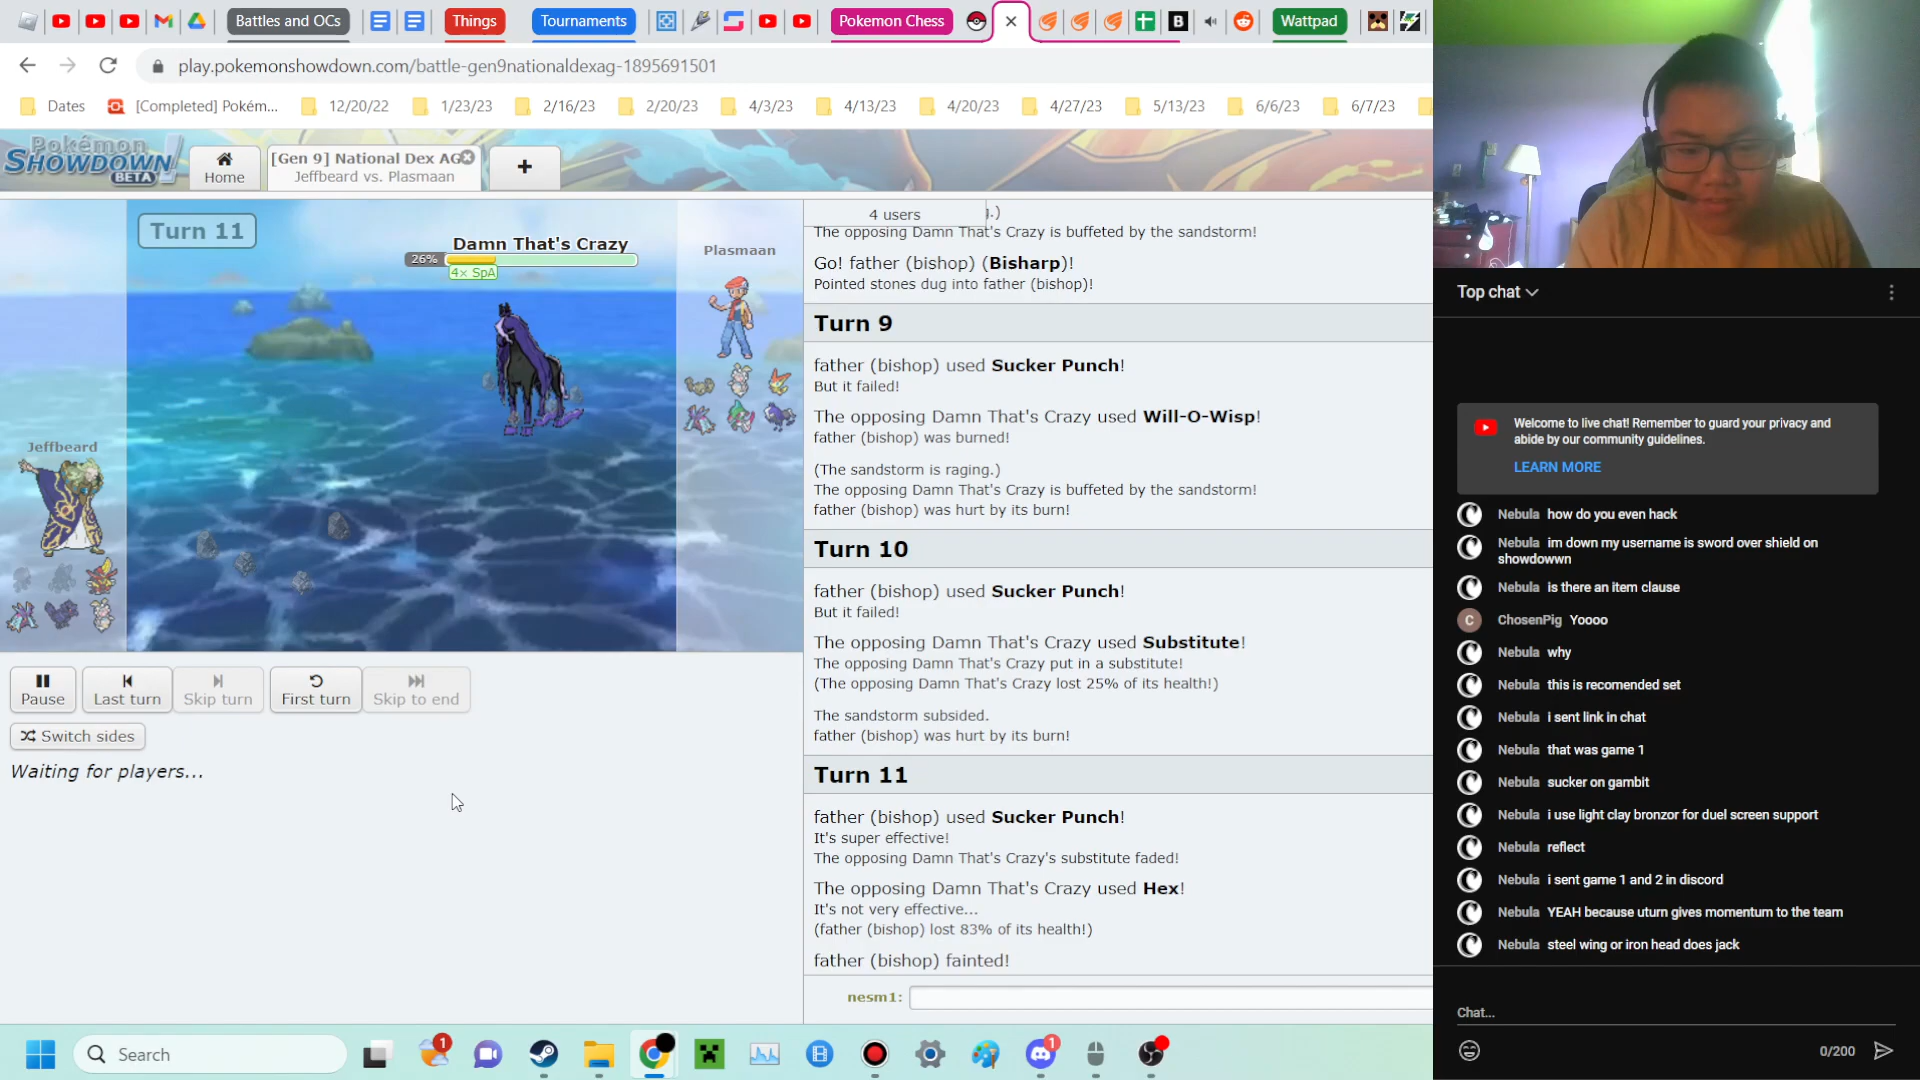 Battles and OCs
Things
Tournaments
Pokemon Chess
B
Wattpad
play.pokemonshowdown.com/battle-gen9nationaldexag-1895691501
Dates
[Completed] Pokém...
12/20/22
1/23/23
2/16/23
2/20/23
4/3/23
4/13/23
4/20/23
4/27/23
5/13/23
6/6/23
6/7/23
Pokémon
SHOWDOWN!
BETA
Home
[Gen 9] National Dex AG
Jeffbeard vs. Plasmaan
+
Turn 11
Damn That's Crazy
26%
4× SpA
Plasmaan
Jeffbeard
Pause
Last turn
Skip turn
First turn
Skip to end
Switch sides
Waiting for players...
4 users
The opposing Damn That's Crazy is buffeted by the sandstorm!
Go! father (bishop) (Bisharp)!
Pointed stones dug into father (bishop)!
Turn 9
father (bishop) used Sucker Punch!
But it failed!
The opposing Damn That's Crazy used Will-O-Wisp!
father (bishop) was burned!
(The sandstorm is raging.)
The opposing Damn That's Crazy is buffeted by the sandstorm!
father (bishop) was hurt by its burn!
Turn 10
father (bishop) used Sucker Punch!
But it failed!
The opposing Damn That's Crazy used Substitute!
The opposing Damn That's Crazy put in a substitute!
(The opposing Damn That's Crazy lost 25% of its health!)
The sandstorm subsided.
father (bishop) was hurt by its burn!
Turn 11
father (bishop) used Sucker Punch!
It's super effective!
The opposing Damn That's Crazy's substitute faded!
The opposing Damn That's Crazy used Hex!
It's not very effective...
(father (bishop) lost 83% of its health!)
father (bishop) fainted!
nesm1:
Top chat
Welcome to live chat! Remember to guard your privacy and
abide by our community guidelines.
LEARN MORE
Nebula how do you even hack
Nebula im down my username is sword over shield on
showdowwn
Nebula is there an item clause
C ChosenPig Yoooo
Nebula why
Nebula this is recomended set
Nebula i sent link in chat
Nebula that was game 1
Nebula sucker on gambit
Nebula i use light clay bronzor for duel screen support
Nebula reflect
Nebula i sent game 1 and 2 in discord
Nebula YEAH because uturn gives momentum to the team
Nebula steel wing or iron head does jack
Chat...
0/200
Search
1
1